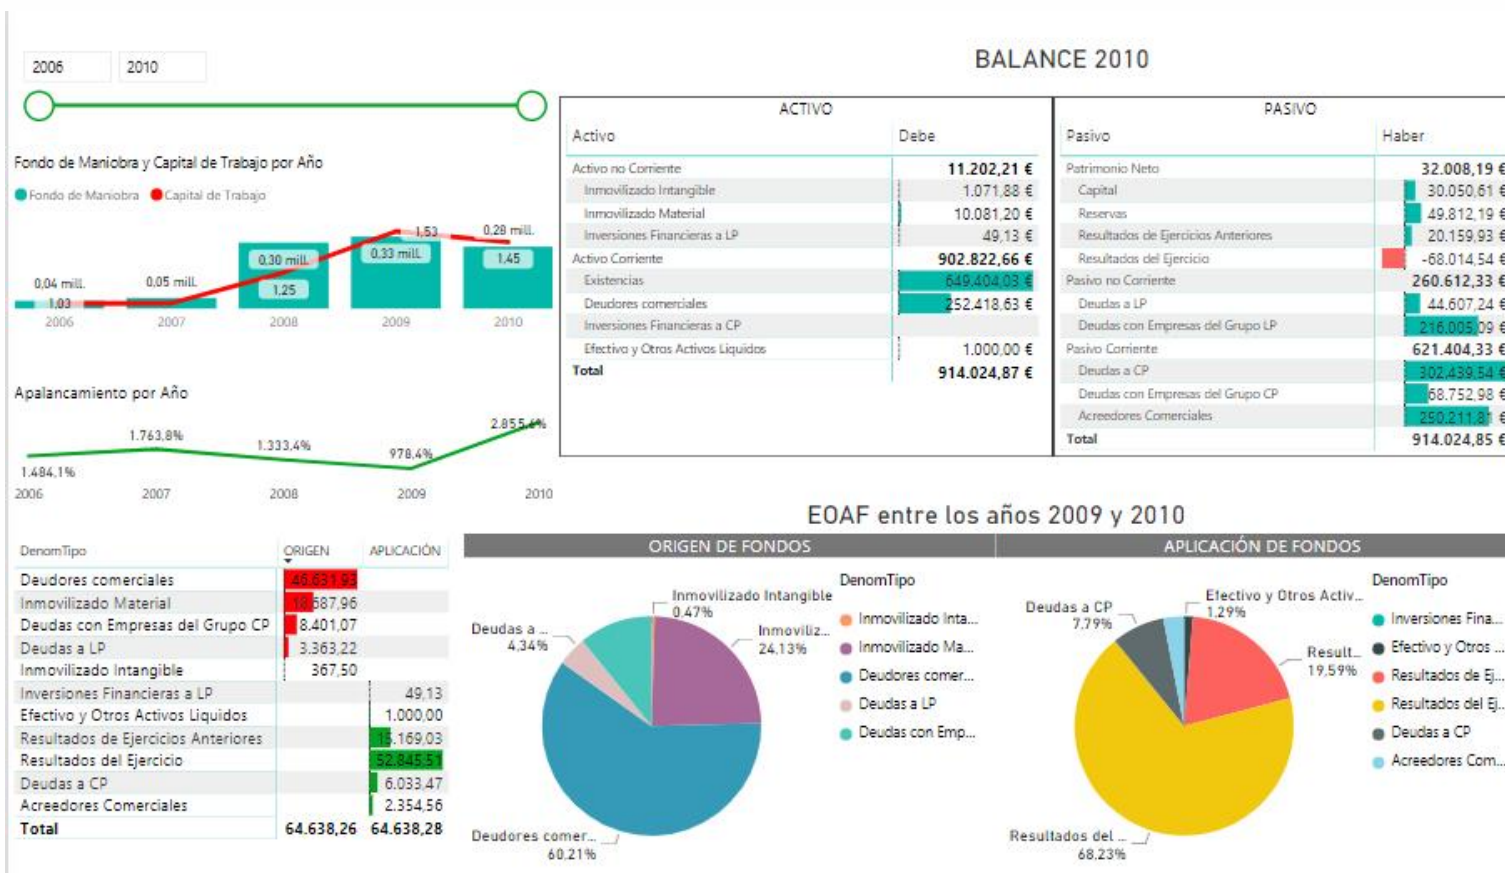 2006 2010
Fondo de Maniobra y Capital de Trabajo por Año
Fondo de Maniobra Capital de Trabajo
0,04 mill. 0,05 mill. 0,30 mill. 0,33 mill. 0,28 mill.
1,03 1,25 1,53 1,45
2006 2007 2008 2009 2010
Apalancamiento por Año
1.484,1% 1.763,8% 1.333,4% 978,4% 2.855,6%
2006 2007 2008 2009 2010
BALANCE 2010
ACTIVO
Activo Debe
Activo no Corriente 11.202,21 €
Inmovilizado Intangible 1.071,88 €
Inmovilizado Material 10.081,20 €
Inversiones Financieras a LP 49,13 €
Activo Corriente 902.822,66 €
Existencias 649.404,03 €
Deudores comerciales 252.418,63 €
Inversiones Financieras a CP
Efectivo y Otros Activos Liquidos 1.000,00 €
Total 914.024,87 €
PASIVO
Pasivo Haber
Patrimonio Neto 32.008,19 €
Capital 30.050,61 €
Reservas 49.812,19 €
Resultados de Ejercicios Anteriores 20.159,93 €
Resultados del Ejercicio -68.014,54 €
Pasivo no Corriente 260.612,33 €
Deudas a LP 44.607,24 €
Deudas con Empresas del Grupo LP 216.005,09 €
Pasivo Corriente 621.404,33 €
Deudas a CP 302.439,54 €
Deudas con Empresas del Grupo CP 68.752,98 €
Acreedores Comerciales 250.211,81 €
Total 914.024,85 €
EOAF entre los años 2009 y 2010
DenomTipo ORIGEN APLICACIÓN
Deudores comerciales 46.631,93
Inmovilizado Material 18.687,96
Deudas con Empresas del Grupo CP 8.401,07
Deudas a LP 3.363,22
Inmovilizado Intangible 367,50
Inversiones Financieras a LP 49,13
Efectivo y Otros Activos Liquidos 1.000,00
Resultados de Ejercicios Anteriores 15.169,03
Resultados del Ejercicio 52.845,51
Deudas a CP 6.033,47
Acreedores Comerciales 2.354,56
Total 64.638,26 64.638,28
ORIGEN DE FONDOS
Inmovilizado Intangible
0,47%
Inmoviliz...
24,13%
Deudas a ...
4,34%
Deudores comer...
60,21%
DenomTipo
Inmovilizado Inta...
Inmovilizado Ma...
Deudores comer...
Deudas a LP
Deudas con Emp...
APLICACIÓN DE FONDOS
Deudas a CP
7,79%
Efectivo y Otros Activ...
1,29%
Result...
19,59%
Resultados del ...
68,23%
DenomTipo
Inversiones Fina...
Efectivo y Otros ...
Resultados de Ej...
Resultados del Ej...
Deudas a CP
Acreedores Com...